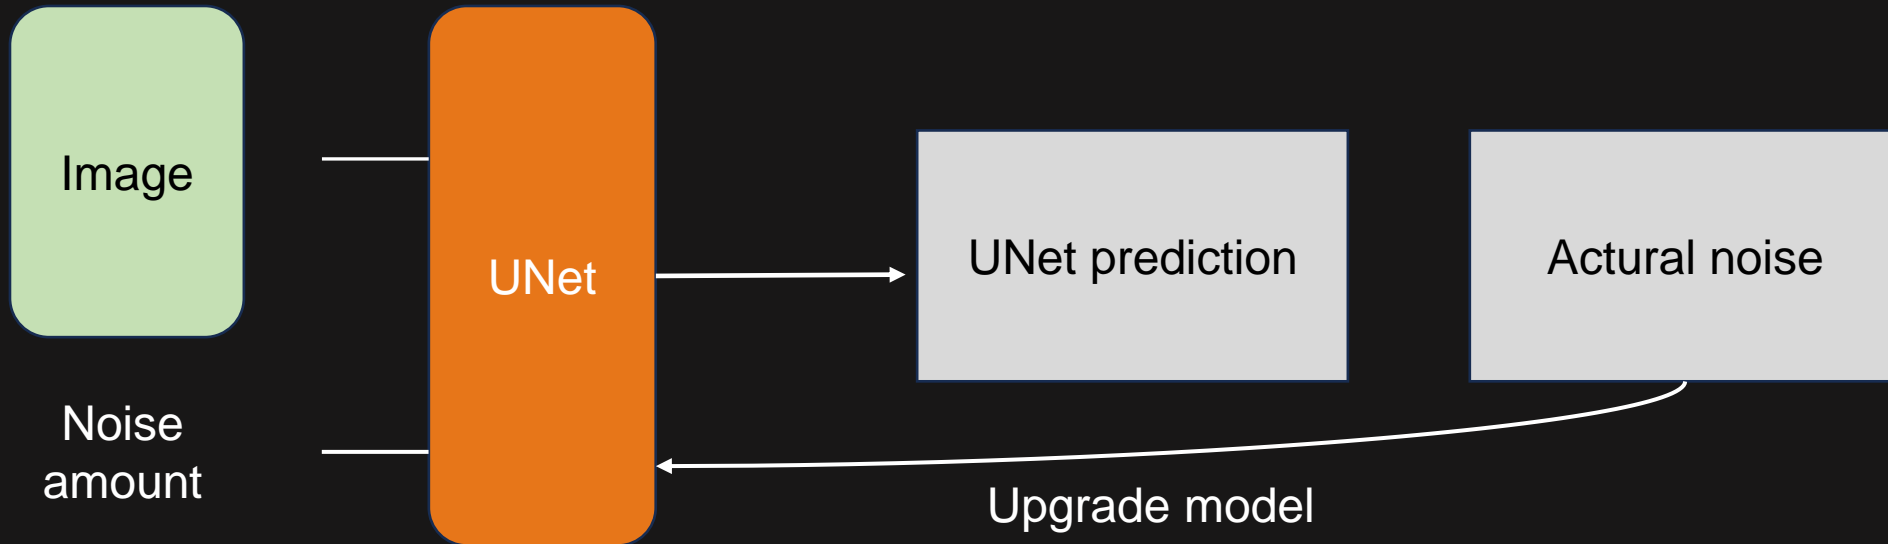 Image
UNet
UNet prediction
Actural noise
Noise
amount
Upgrade model